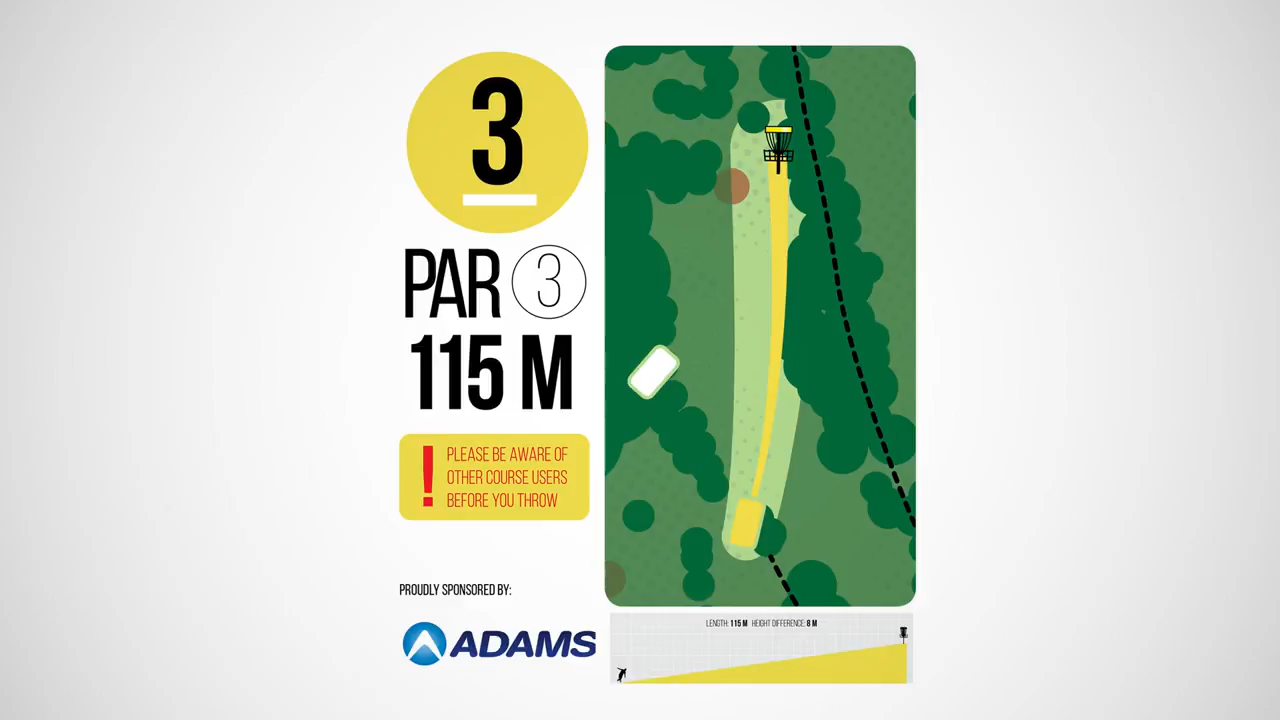 3
PAR 3
115 M
! PLEASE BE AWARE OF
OTHER COURSE USERS
BEFORE YOU THROW
PROUDLY SPONSORED BY:
ADAMS
LENGTH: 115 M HEIGHT DIFFERENCE: 8 M